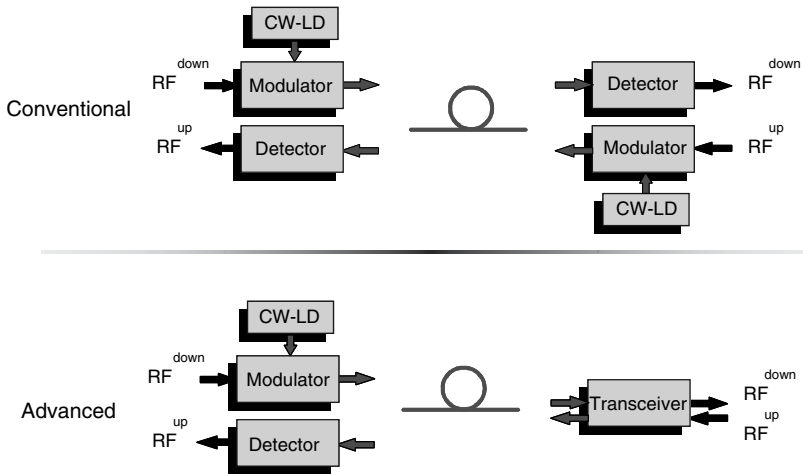 CW-LD
RF down
Modulator
Detector
RF down
Conventional
RF up
Detector
Modulator
RF up
CW-LD
CW-LD
RF down
Modulator
Transceiver
RF down
Advanced
RF up
Detector
RF up